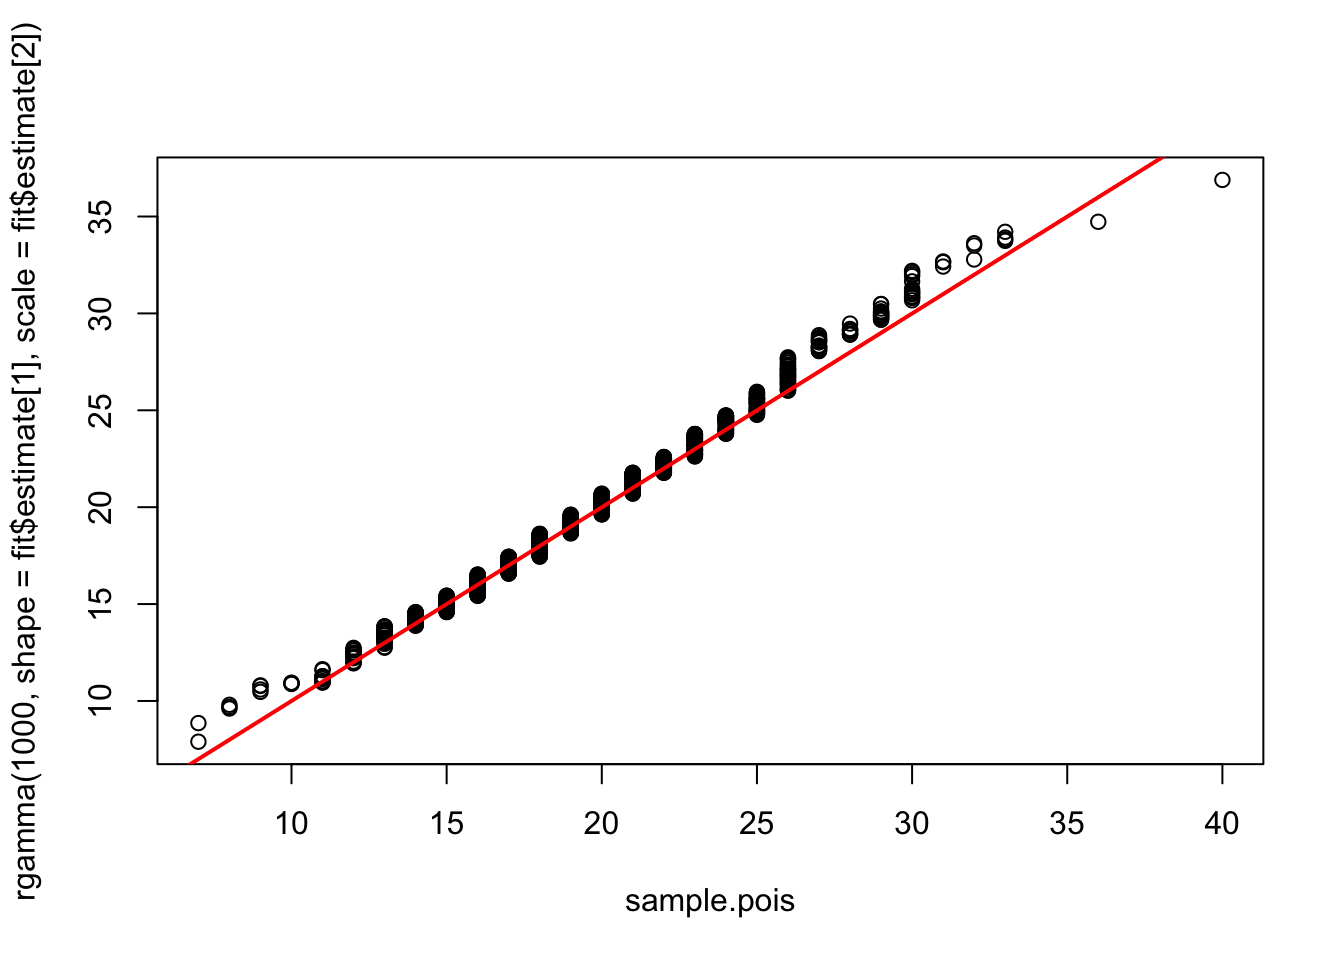 rgamma(1000, shape = fit$estimate[1], scale = fit$estimate[2])
35
30
25
20
15
10
10 15 20 25 30 35 40
sample.pois